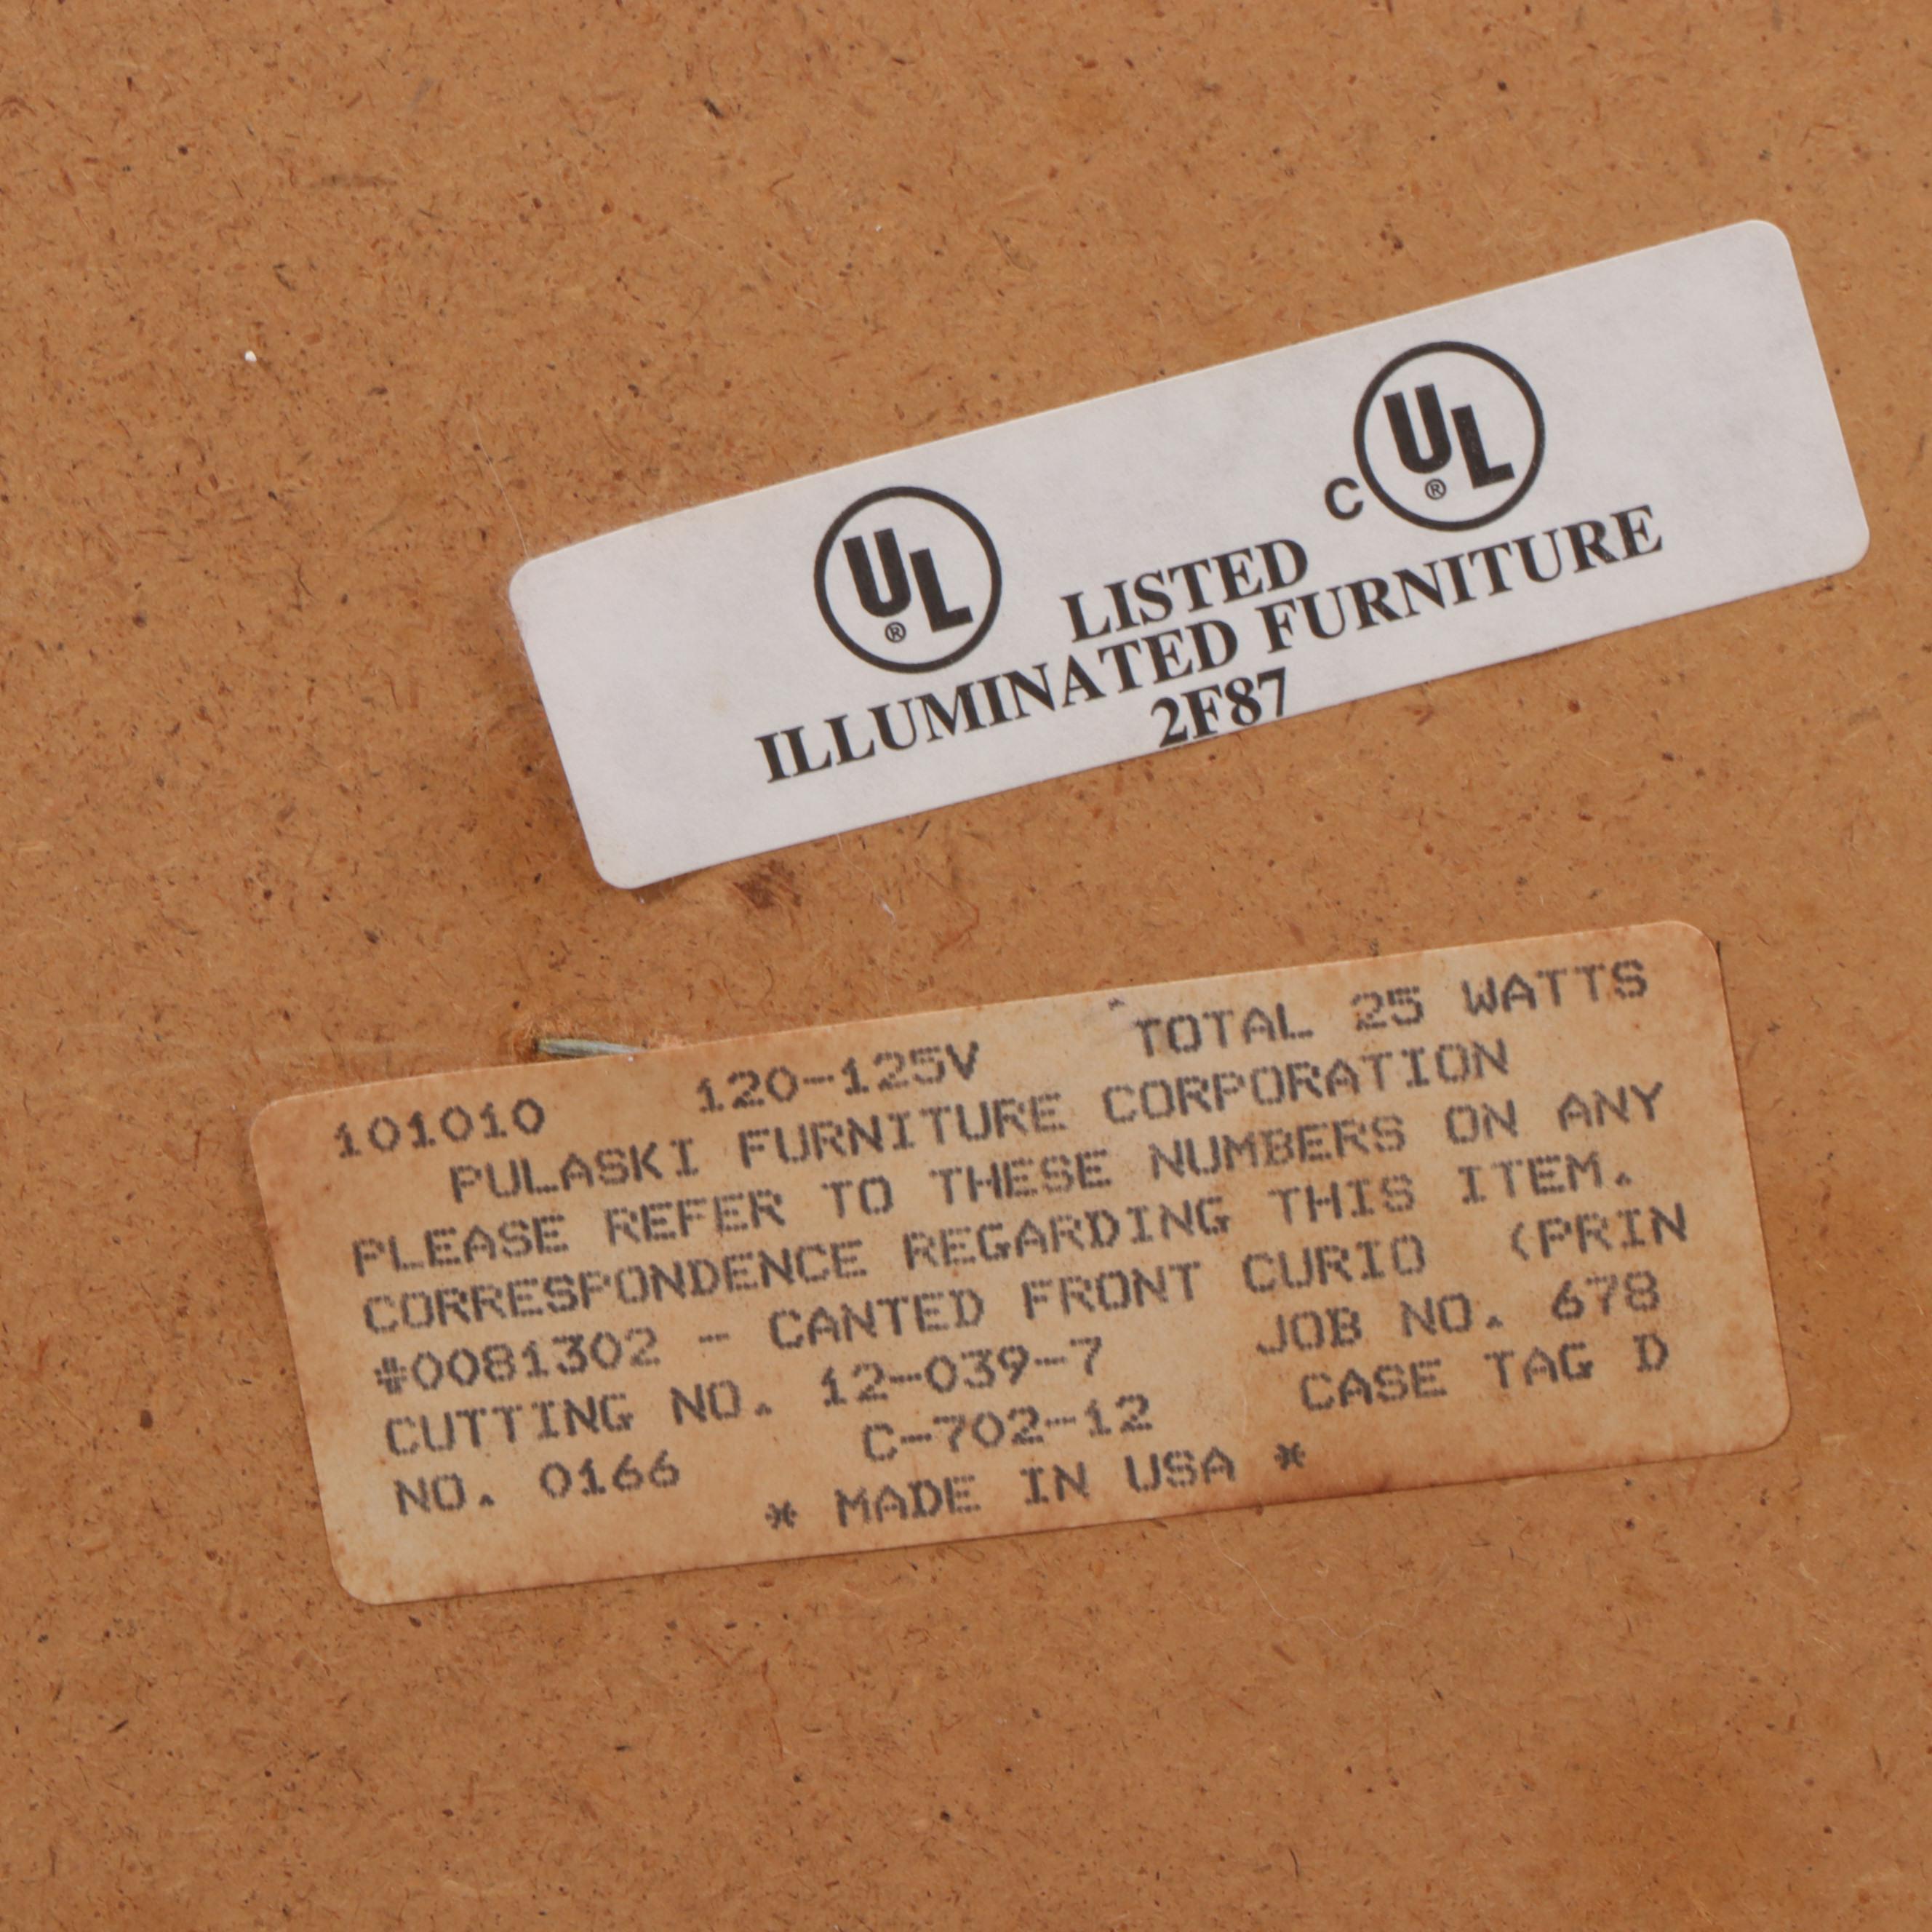 UL® LISTED c UL®
ILLUMINATED FURNITURE
2F87
101010 120-125V TOTAL 25 WATTS
PULASKI FURNITURE CORPORATION
PLEASE REFER TO THESE NUMBERS ON ANY
CORRESPONDENCE REGARDING THIS ITEM.
#0081302 - CANTED FRONT CURIO (PRIN
CUTTING NO. 12-039-7 JOB NO. 678
NO. 0166 C-702-12 CASE TAG D
* MADE IN USA *